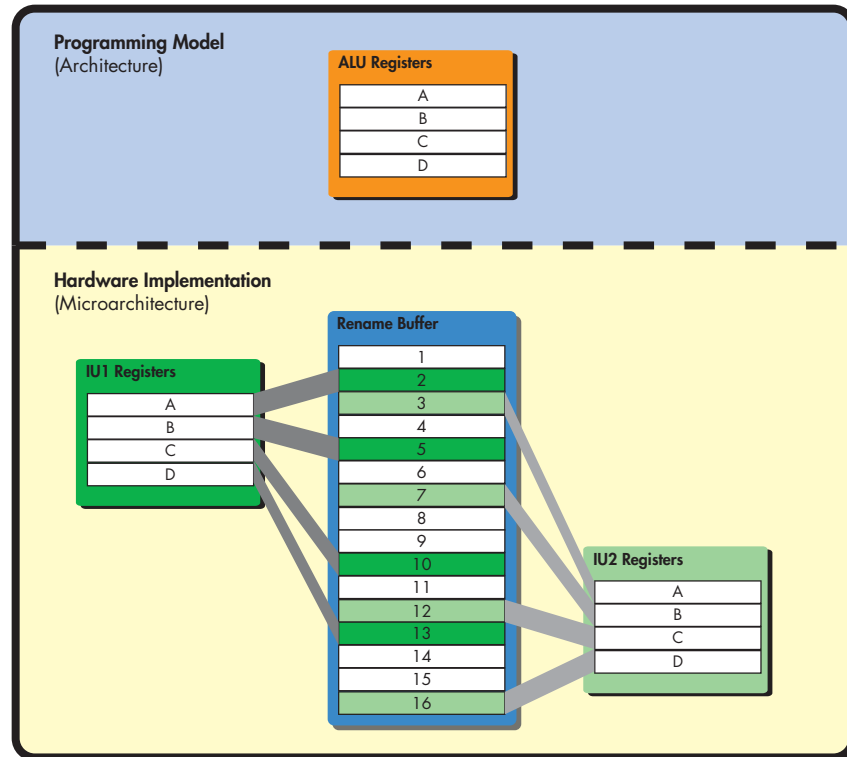 Programming Model
(Architecture)
ALU Registers
A
B
C
D
Hardware Implementation
(Microarchitecture)
Rename Buffer
1
2
3
4
5
6
7
8
9
10
11
12
13
14
15
16
IU1 Registers
A
B
C
D
IU2 Registers
A
B
C
D